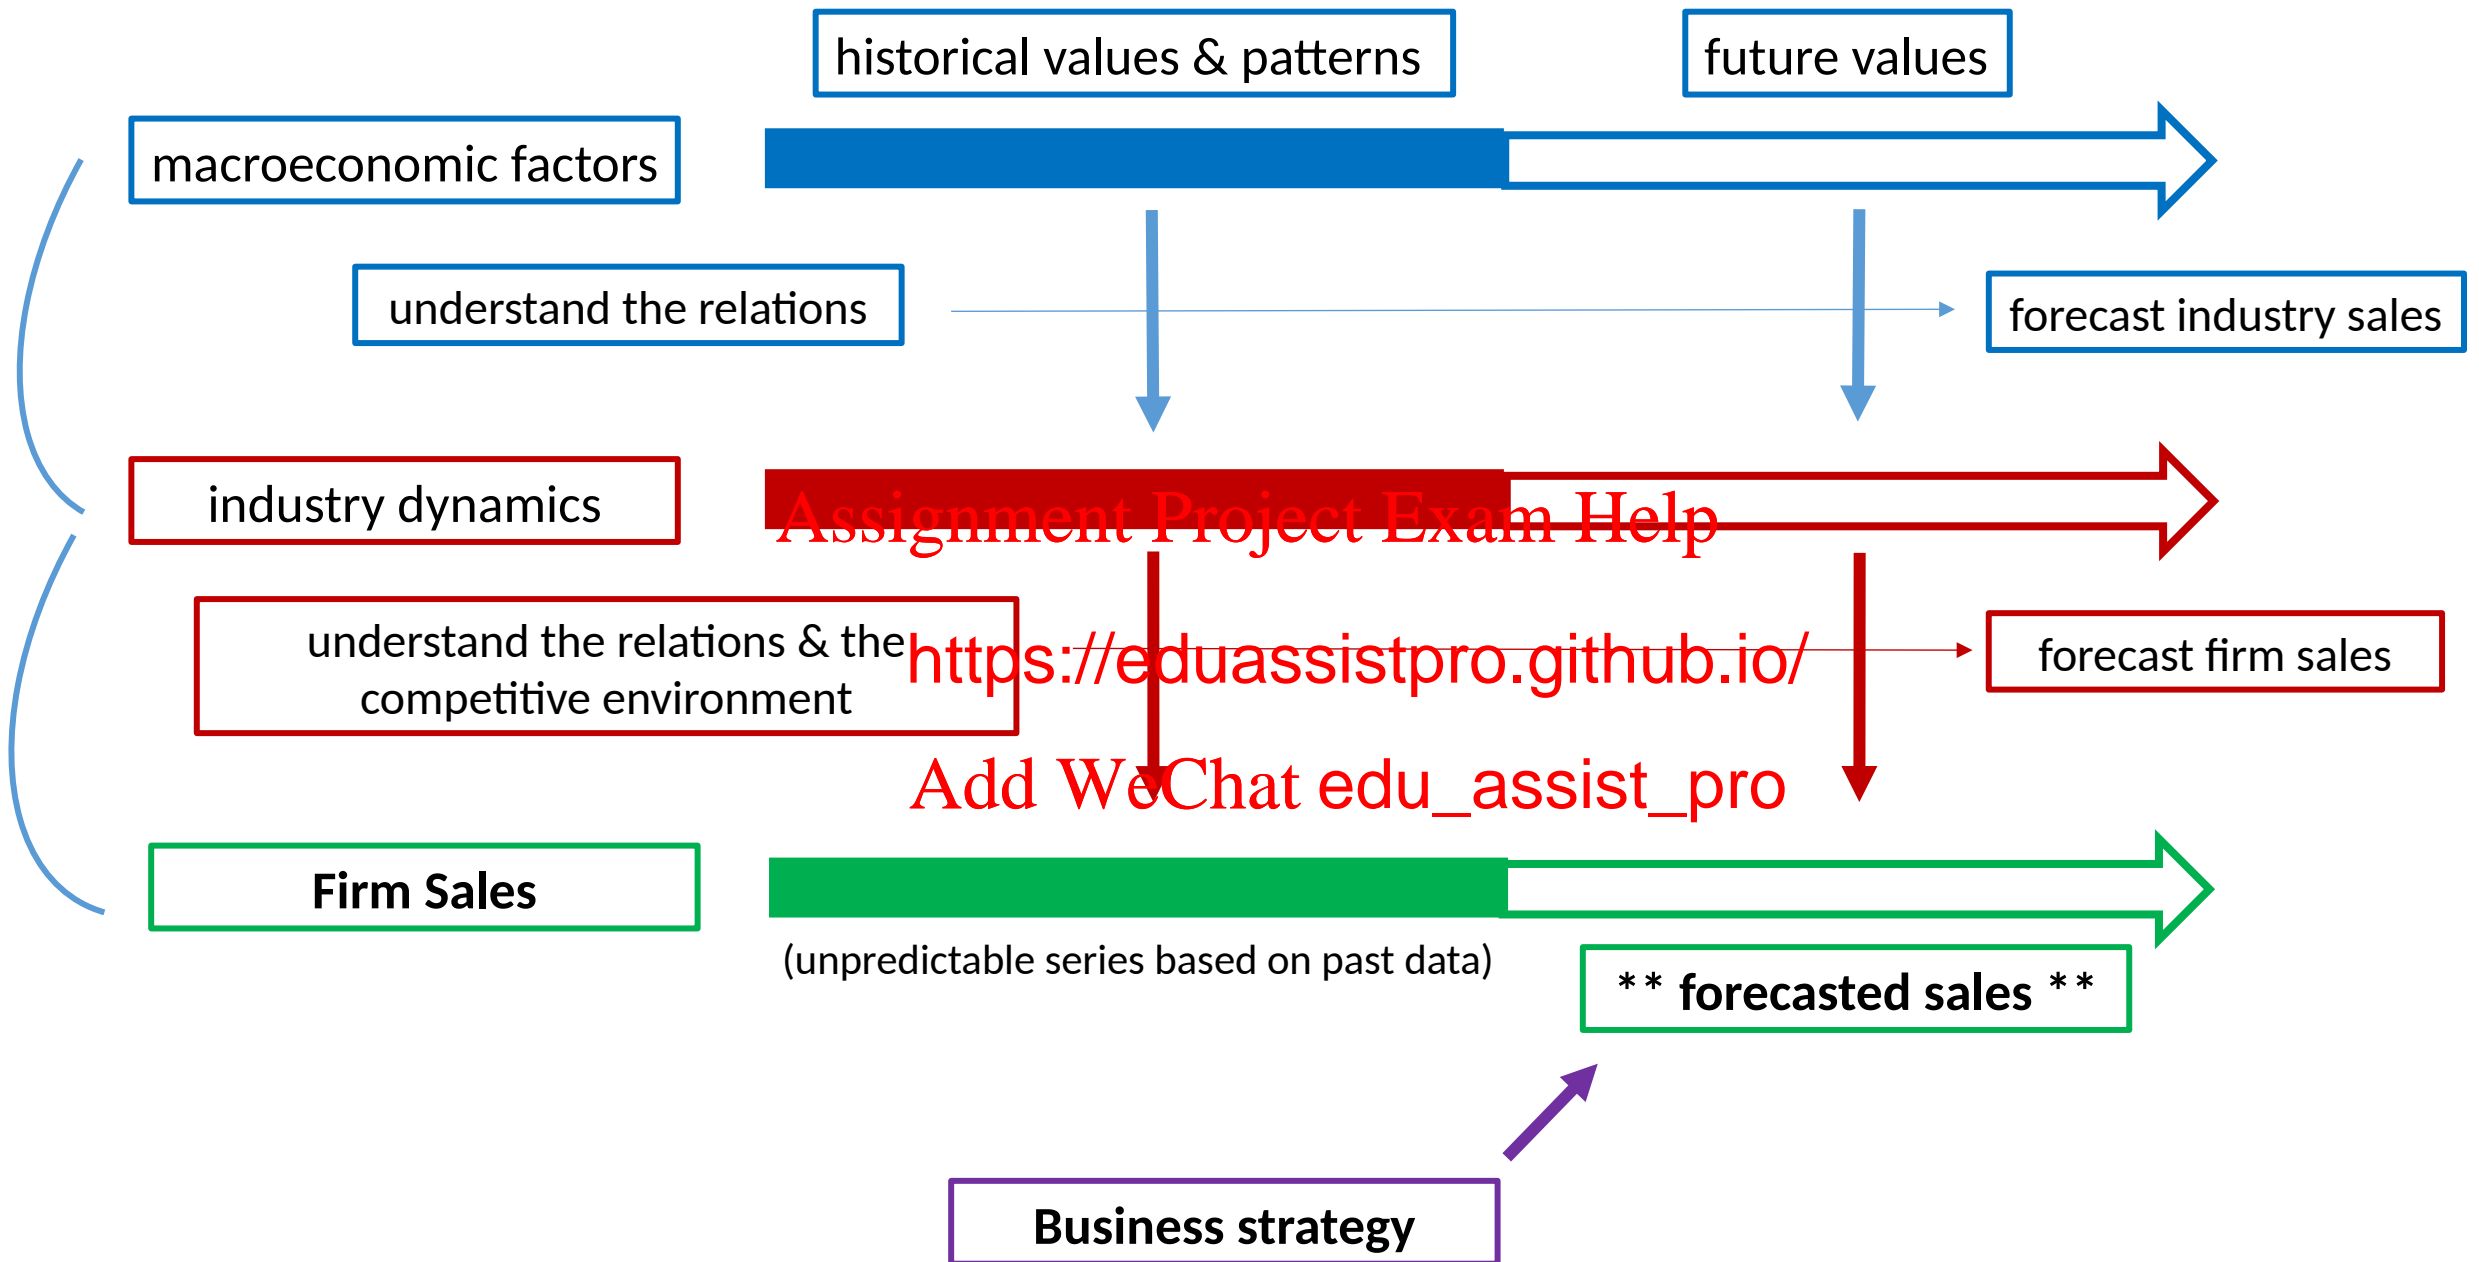 historical values & patterns
future values
macroeconomic factors
understand the relations
forecast industry sales
industry dynamics
Assignment Project Exam Help
understand the relations & the
competitive environment
https://eduassistpro.github.io/
forecast firm sales
Add WeChat edu_assist_pro
Firm Sales
(unpredictable series based on past data)
** forecasted sales **
Business strategy